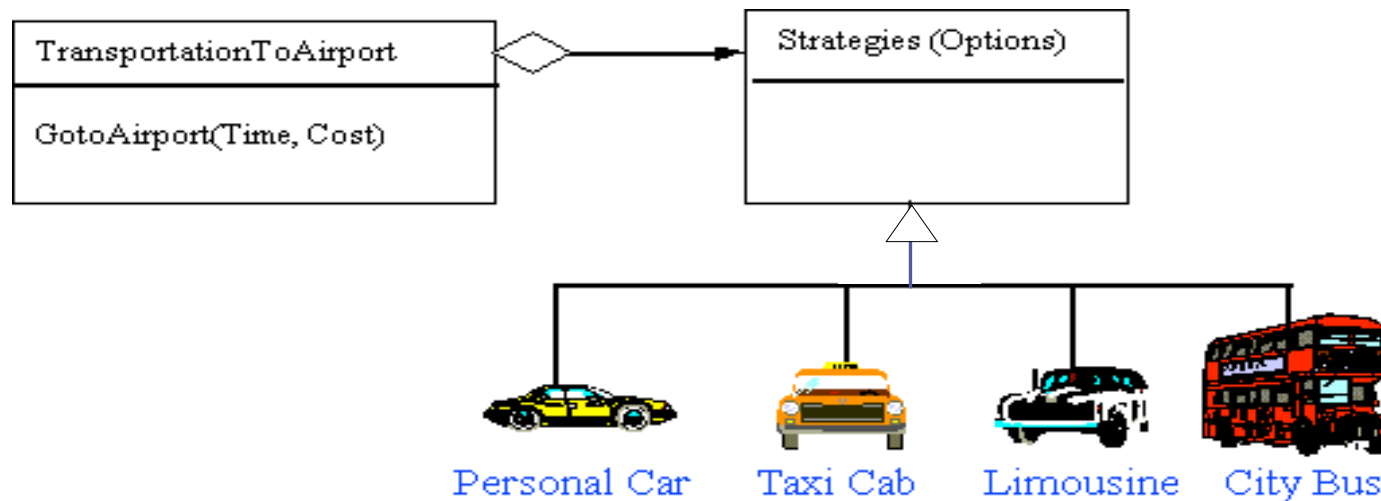 TransportationToAirport
GotoAirport(Time, Cost)
Strategies (Options)
Personal Car
Taxi Cab
Limousine
City Bus